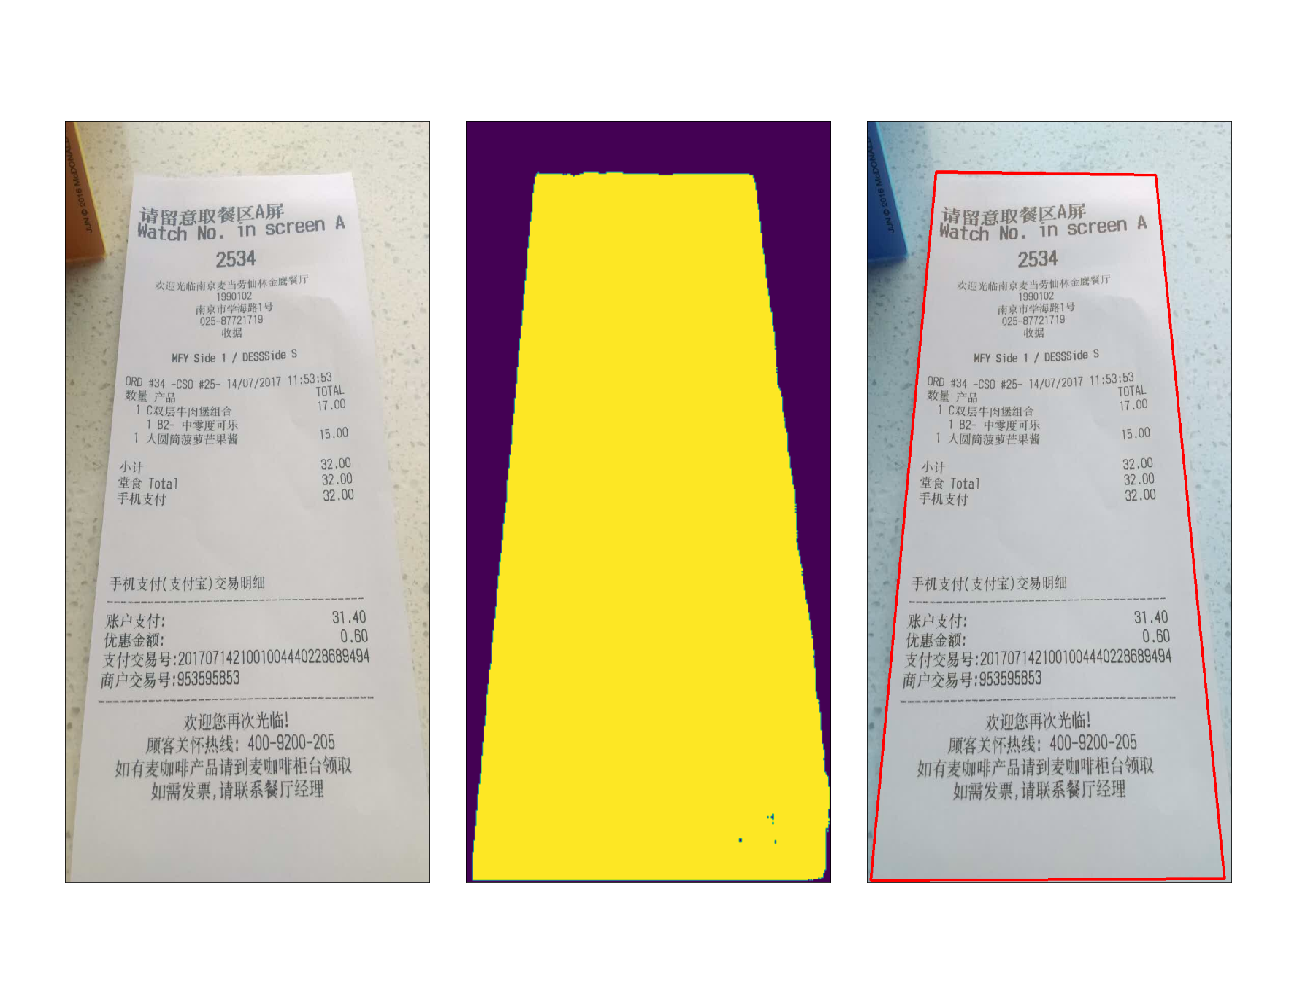 JUN © 2016 McDONALD
请留意取餐区A屏
Watch No. in screen A
2534
欢迎光临南京麦当劳仙林金鹰餐厅
1990102
南京市学海路1号
025-87721719
收据
MFY Side 1 / DESSSide S
ORD #34 -CSO #25- 14/07/2017 11:53:53
数量 产品 TOTAL
1 C双层牛肉煲组合 17.00
1 B2- 中零度可乐
1 人圆筒菠萝芒果酱 15.00
小计 32.00
堂食 Total 32.00
手机支付 32.00
手机支付(支付宝)交易明细
账户支付: 31.40
优惠金额: 0.60
支付交易号:2017071421001004440228689494
商户交易号:953595853
欢迎您再次光临!
顾客关怀热线: 400-9200-205
如有麦咖啡产品请到麦咖啡柜台领取
如需发票,请联系餐厅经理
JUN © 2016 McDONALD
请留意取餐区A屏
Watch No. in screen A
2534
欢迎光临南京麦当劳仙林金鹰餐厅
1990102
南京市学海路1号
025-87721719
收据
MFY Side 1 / DESSSide S
ORD #34 -CSO #25- 14/07/2017 11:53:53
数量 产品 TOTAL
1 C双层牛肉煲组合 17.00
1 B2- 中零度可乐
1 人圆筒菠萝芒果酱 15.00
小计 32.00
堂食 Total 32.00
手机支付 32.00
手机支付(支付宝)交易明细
账户支付: 31.40
优惠金额: 0.60
支付交易号:2017071421001004440228689494
商户交易号:953595853
欢迎您再次光临!
顾客关怀热线: 400-9200-205
如有麦咖啡产品请到麦咖啡柜台领取
如需发票,请联系餐厅经理